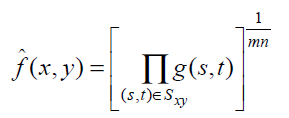 f̂(x, y) = [ ∏_{(s,t)∈S_{xy}} g(s,t) ]^{1/mn}